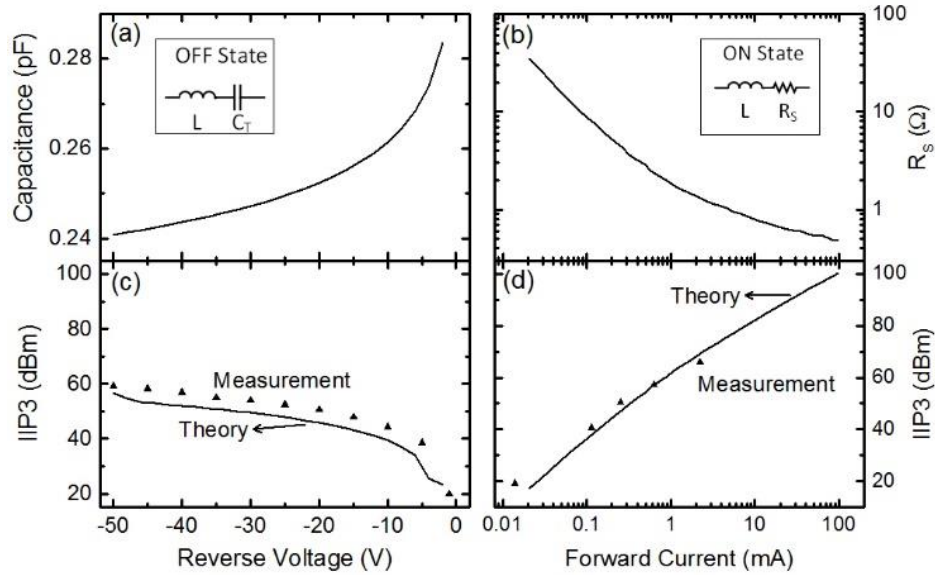 (a)
OFF State
L C_T
Capacitance (pF)
0.28
0.26
0.24
(b)
ON State
L R_S
R_S (Ω)
100
10
1
(c)
Measurement
Theory
IIP3 (dBm)
100
80
60
40
20
-50 -40 -30 -20 -10 0
Reverse Voltage (V)
(d)
Theory
Measurement
IIP3 (dBm)
100
80
60
40
20
0.01 0.1 1 10 100
Forward Current (mA)